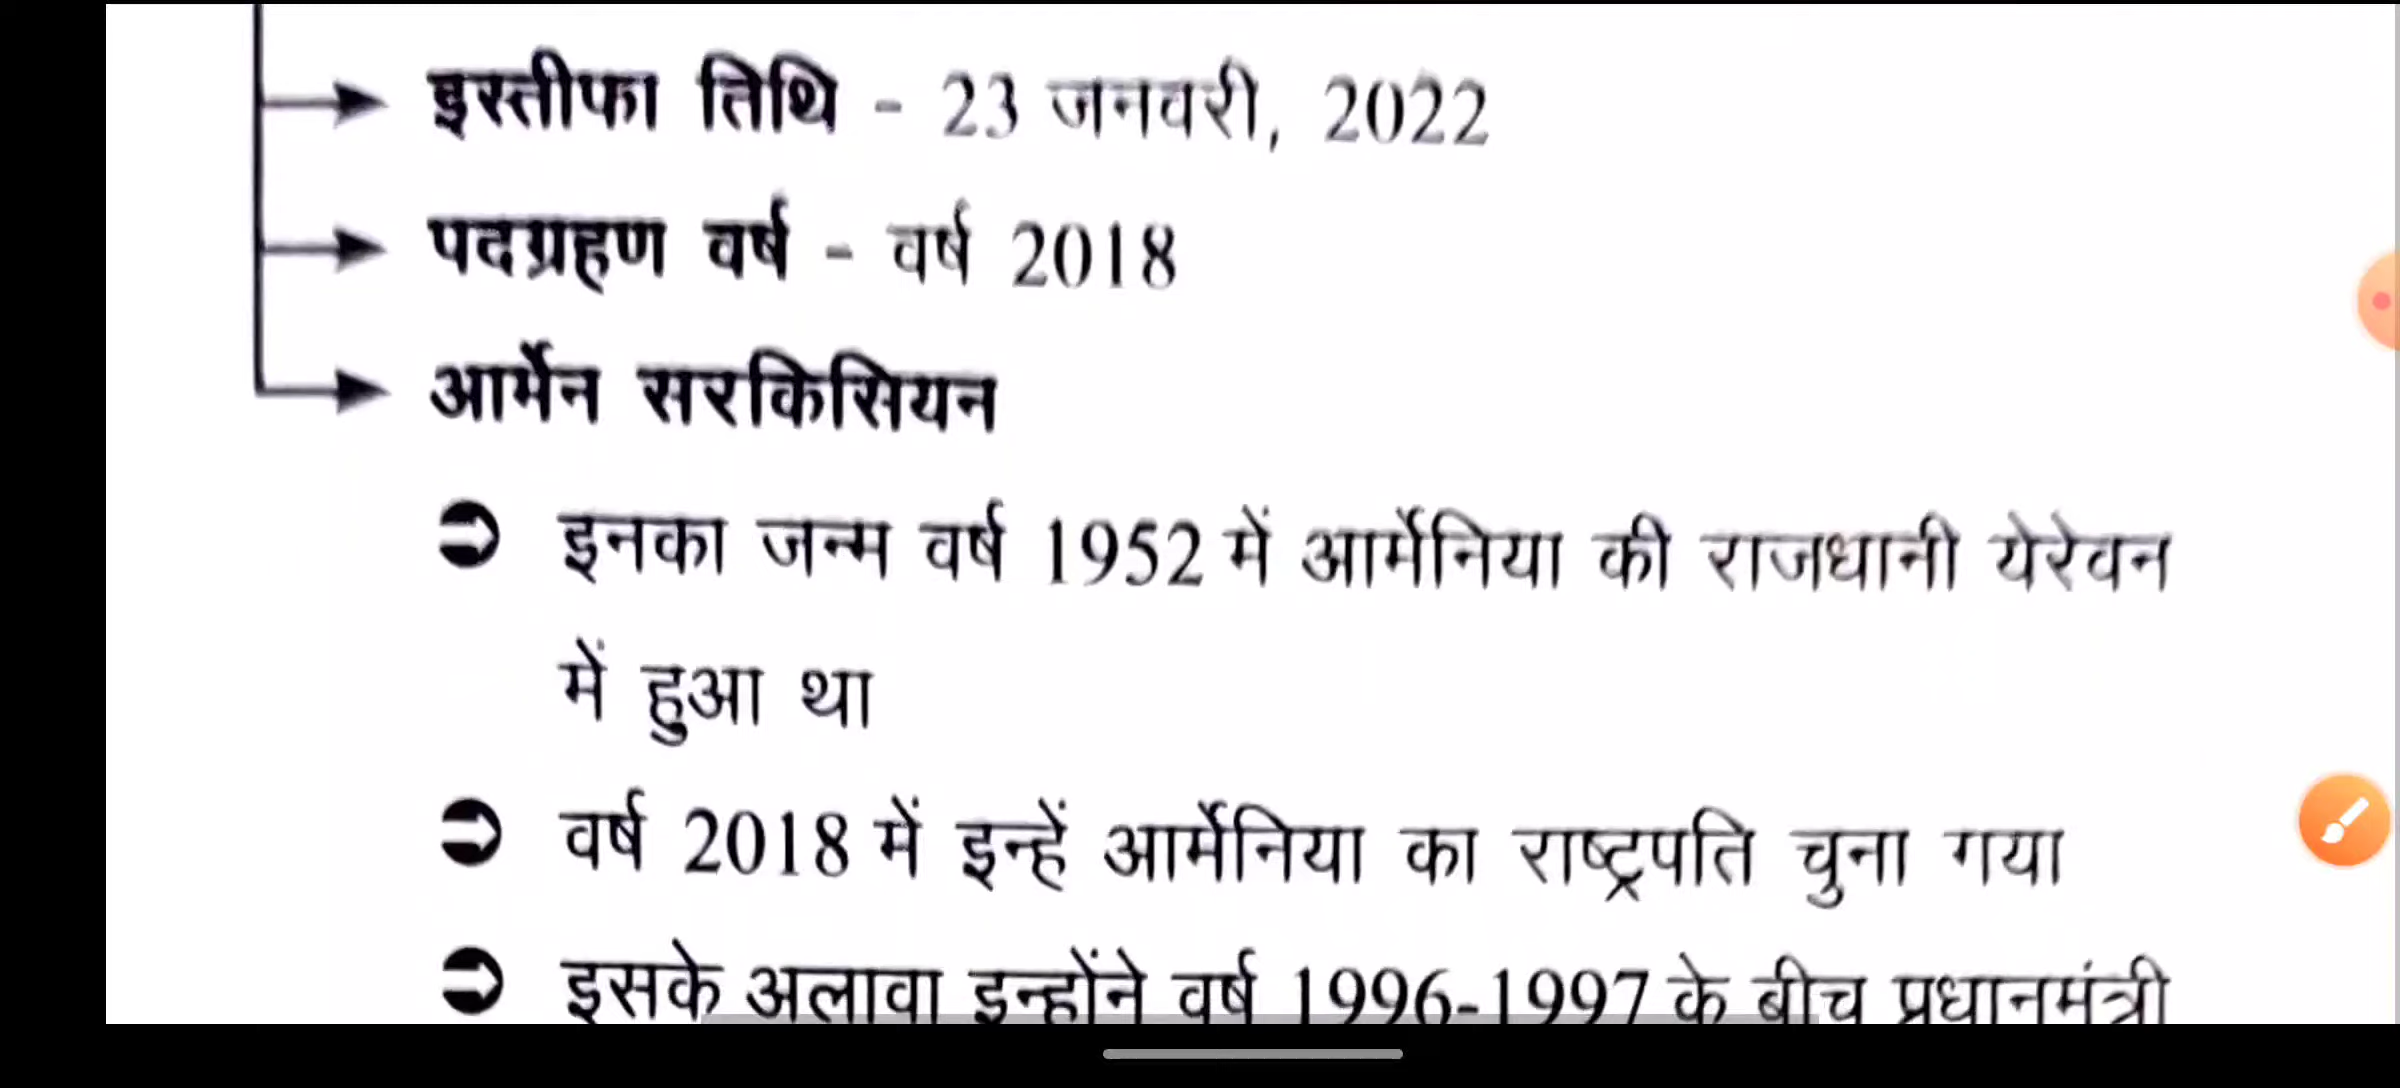 इस्तीफा तिथि - 23 जनवरी, 2022
पदग्रहण वर्ष - वर्ष 2018
आर्मेन सरकिसियन
इनका जन्म वर्ष 1952 में आर्मेनिया की राजधानी येरेवन
में हुआ था
वर्ष 2018 में इन्हें आर्मेनिया का राष्ट्रपति चुना गया
इसके अलावा इन्होंने वर्ष 1996-1997 के बीच प्रधानमंत्री